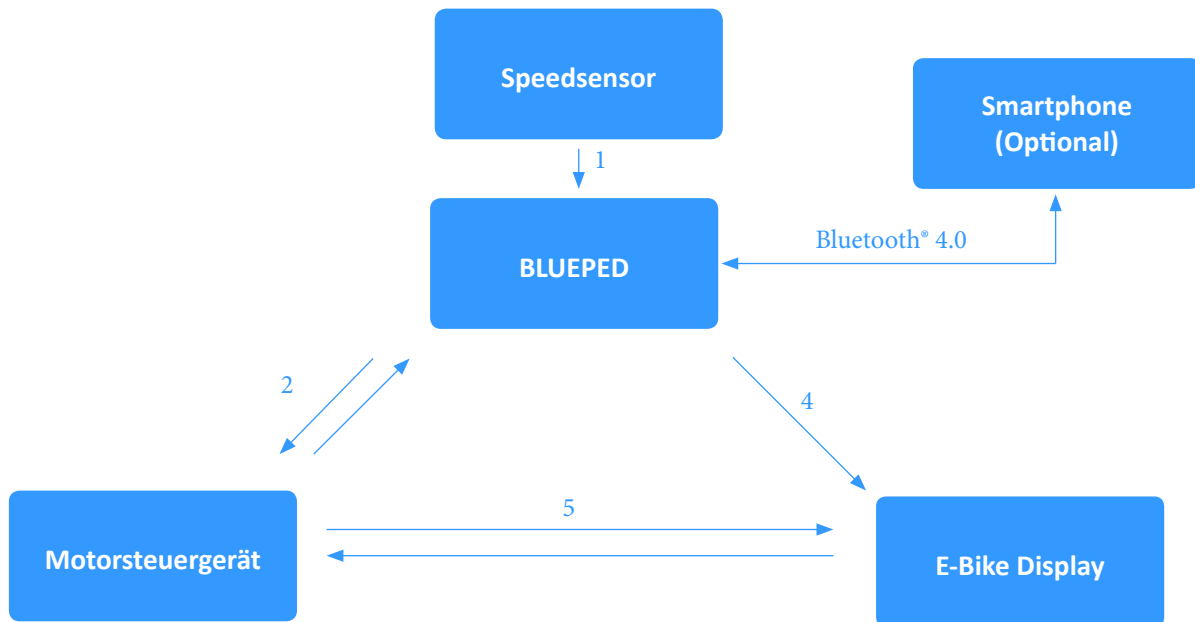 Speedsensor
Smartphone
(Optional)
1
BLUEPED
Bluetooth® 4.0
2
4
5
Motorsteuergerät
E-Bike Display